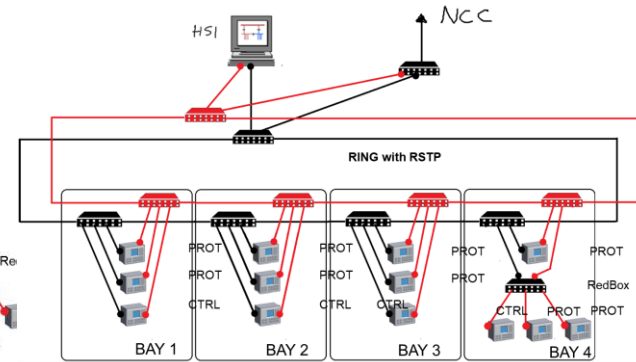 HSI
NCC
RING with RSTP
PROT PROT PROT PROT
PROT PROT PROT RedBox
CTRL CTRL CTRL CTRL PROT PROT
BAY 1 BAY 2 BAY 3 BAY 4